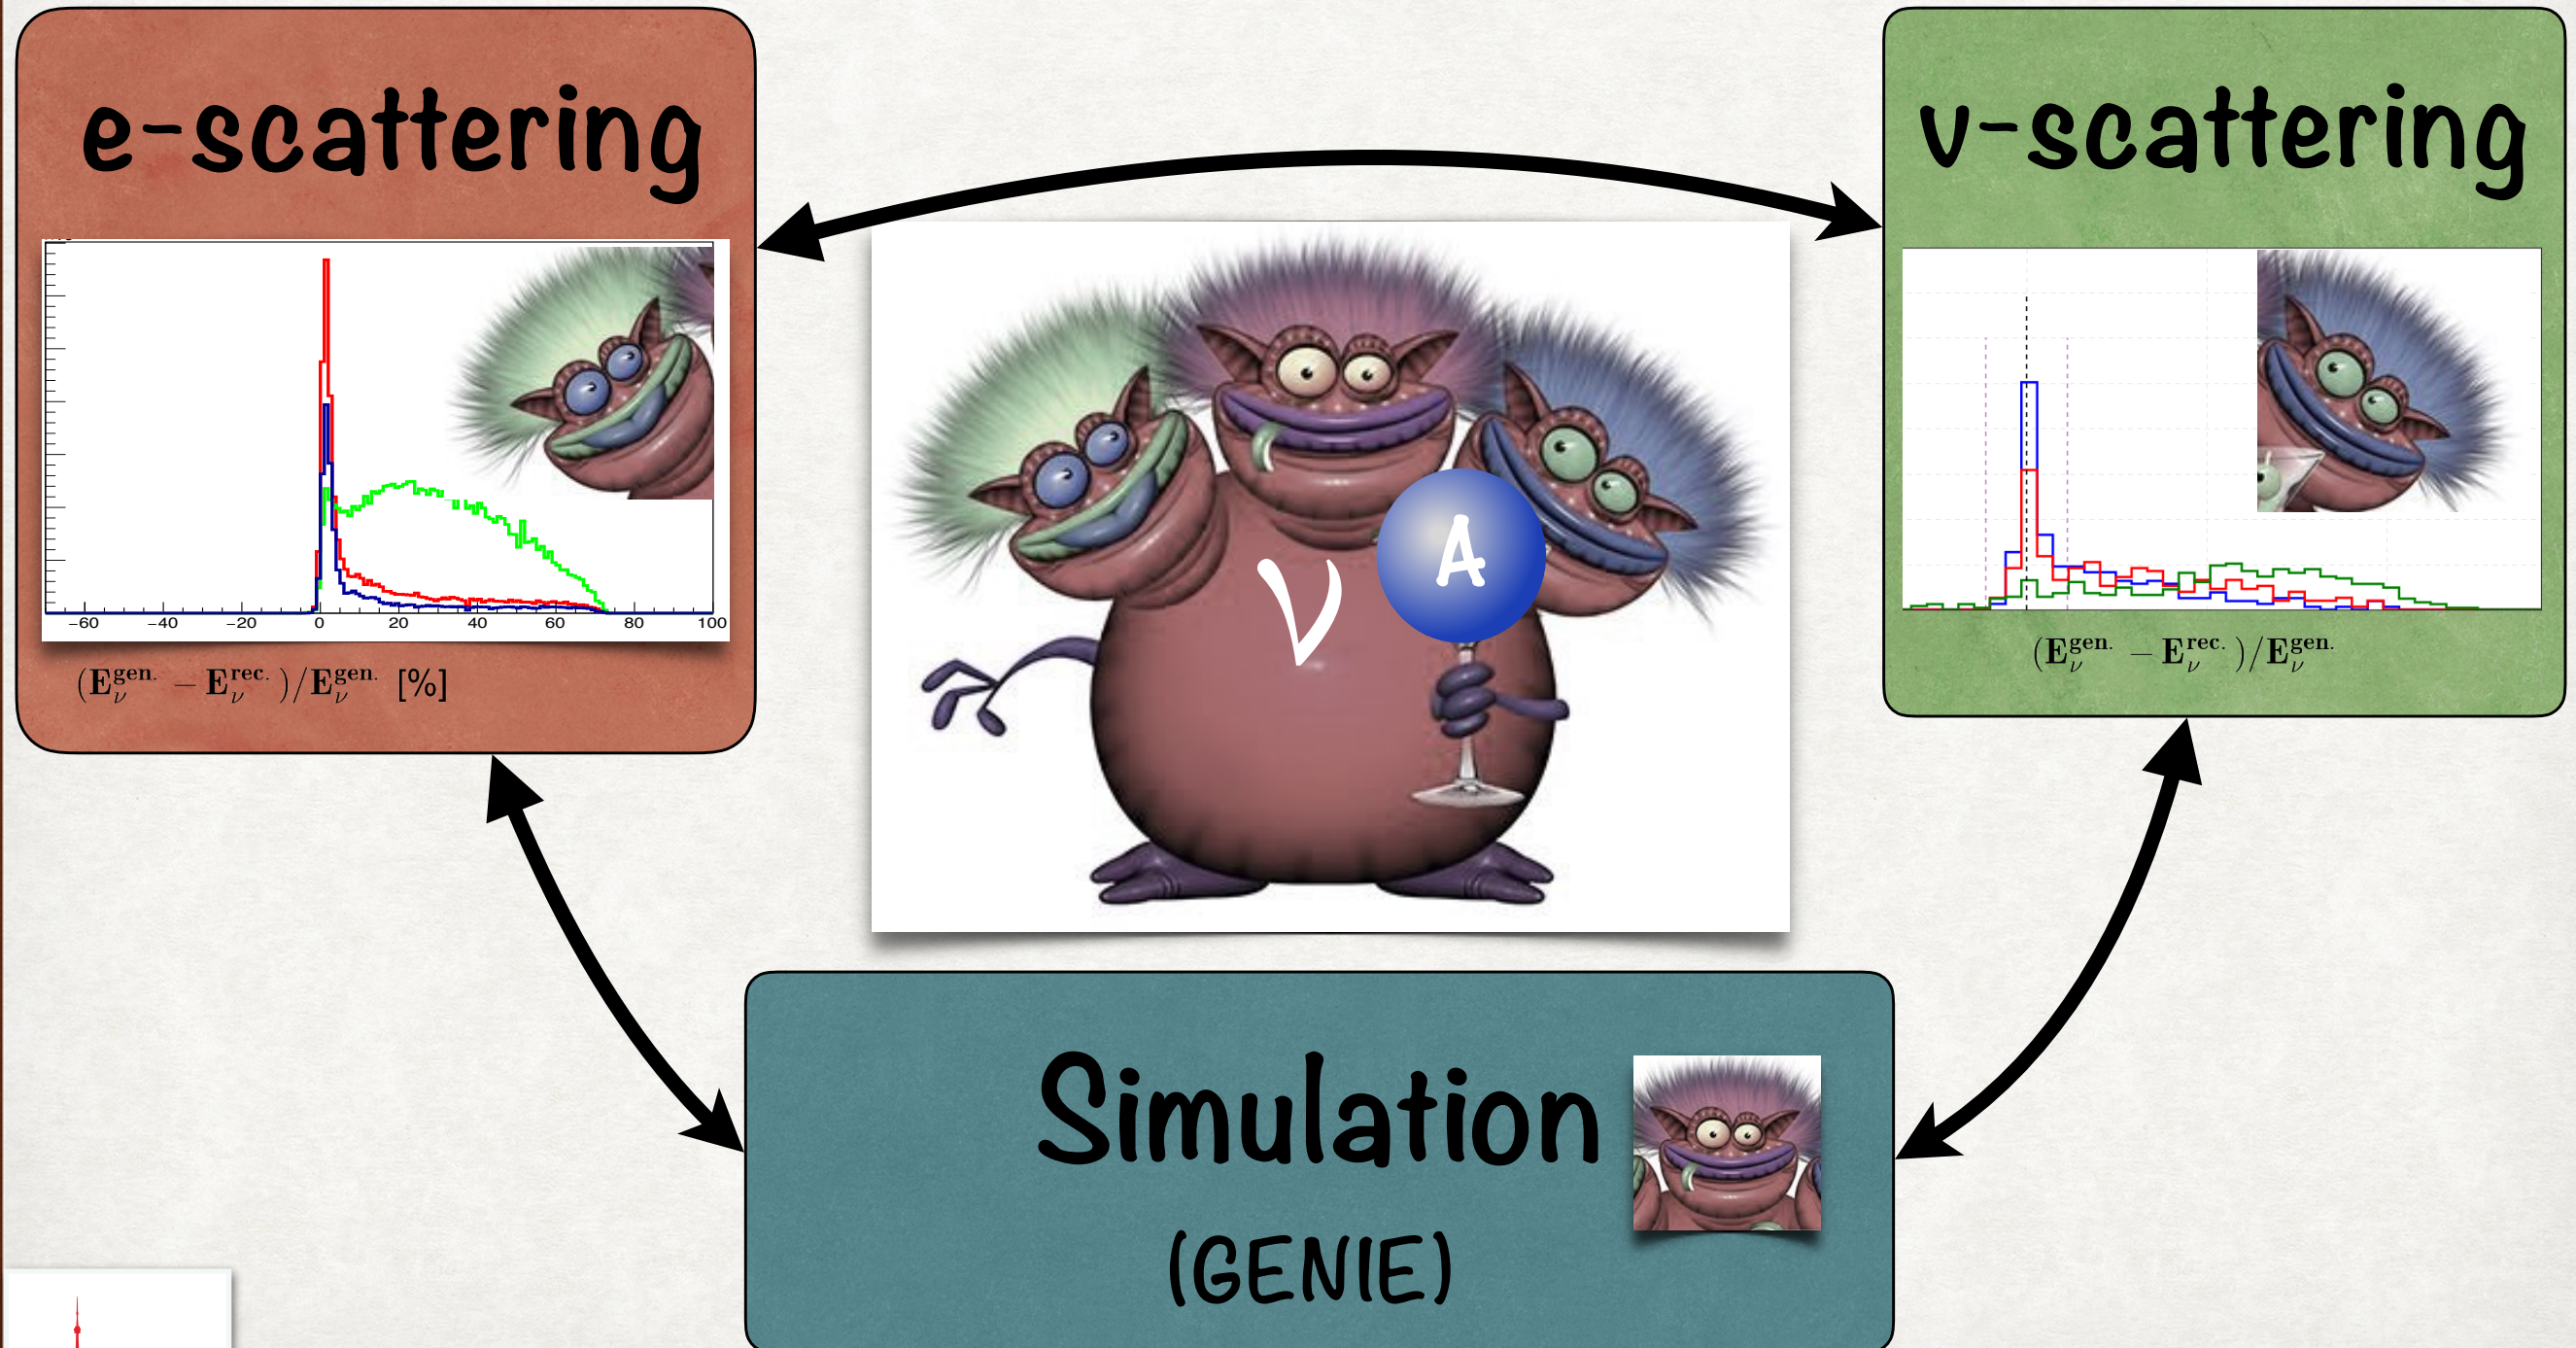 e-scattering
−60 −40 −20 0 20 40 60 80 100
(E_ν^gen. − E_ν^rec.)/E_ν^gen. [%]
ν-scattering
(E_ν^gen. − E_ν^rec.)/E_ν^gen.
ν
A
Simulation
(GENIE)